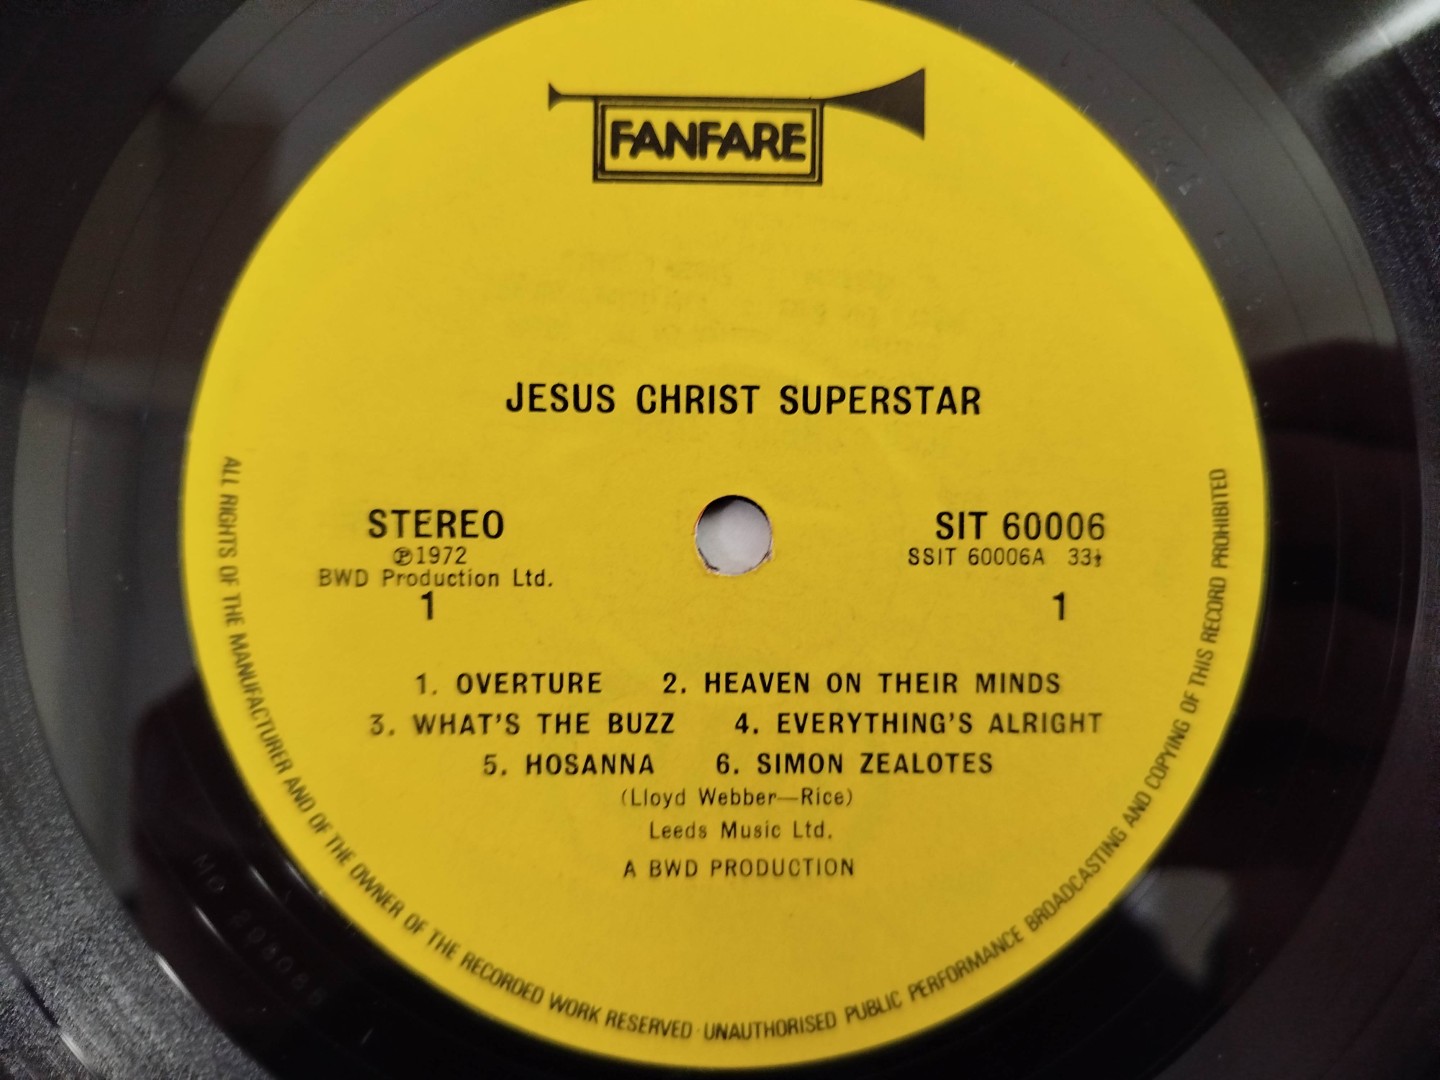 FANFARE
JESUS CHRIST SUPERSTAR
STEREO
℗1972
BWD Production Ltd.
1
SIT 60006
SSIT 60006A 33⅓
1
1. OVERTURE 2. HEAVEN ON THEIR MINDS
3. WHAT'S THE BUZZ 4. EVERYTHING'S ALRIGHT
5. HOSANNA 6. SIMON ZEALOTES
(Lloyd Webber—Rice)
Leeds Music Ltd.
A BWD PRODUCTION
ALL RIGHTS OF THE MANUFACTURER AND OF THE OWNER OF THE RECORDED WORK RESERVED · UNAUTHORISED PUBLIC PERFORMANCE BROADCASTING AND COPYING OF THIS RECORD PROHIBITED